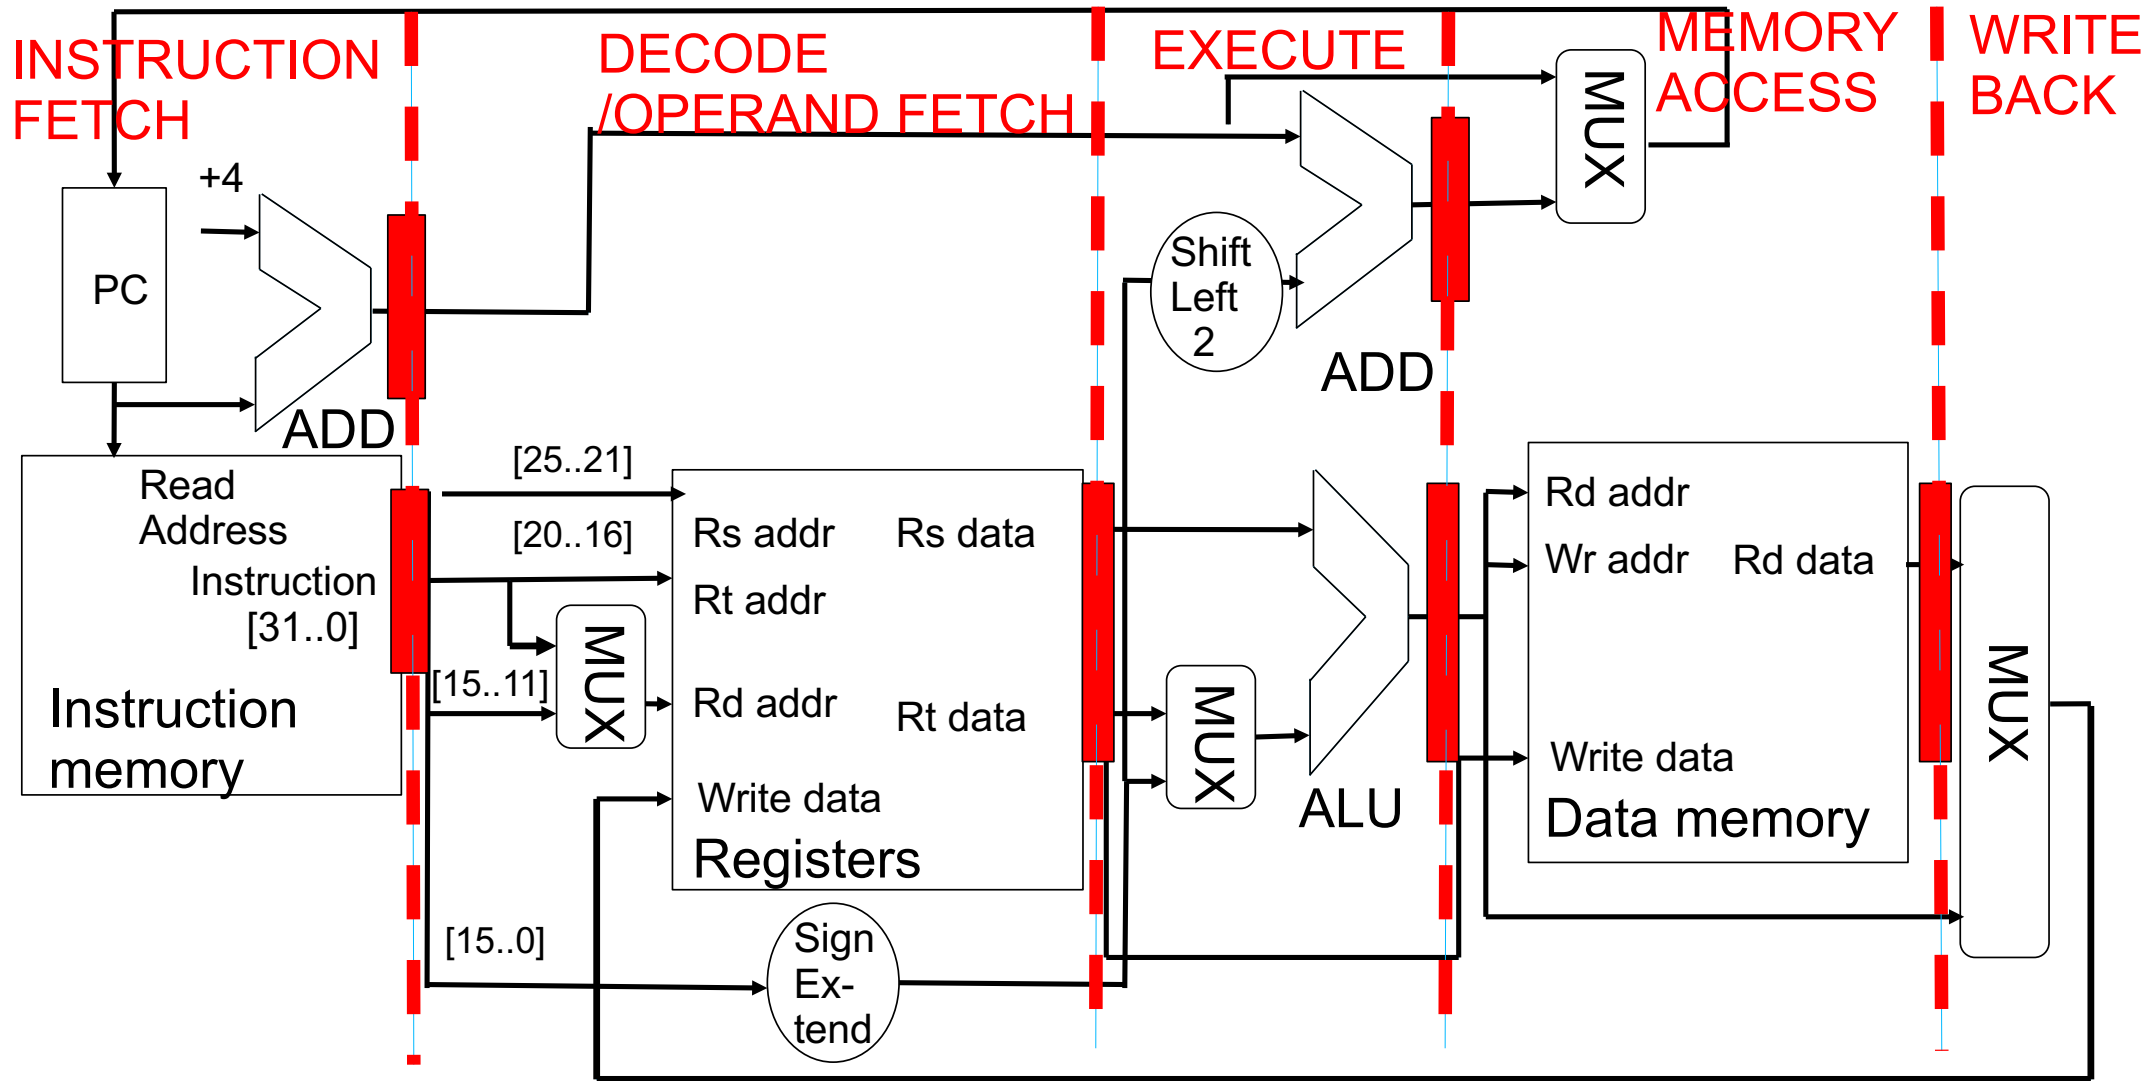 INSTRUCTION
FETCH
DECODE
/OPERAND FETCH
EXECUTE
MEMORY
ACCESS
WRITE
BACK
+4
PC
ADD
Read
Address
Instruction
[31..0]
Instruction
memory
[25..21]
[20..16]
[15..11]
[15..0]
MUX
Rs addr
Rs data
Rt addr
Rd addr
Rt data
Write data
Registers
Sign
Ex-
tend
Shift
Left
2
ADD
MUX
ALU
MUX
Rd addr
Wr addr
Rd data
Write data
Data memory
MUX